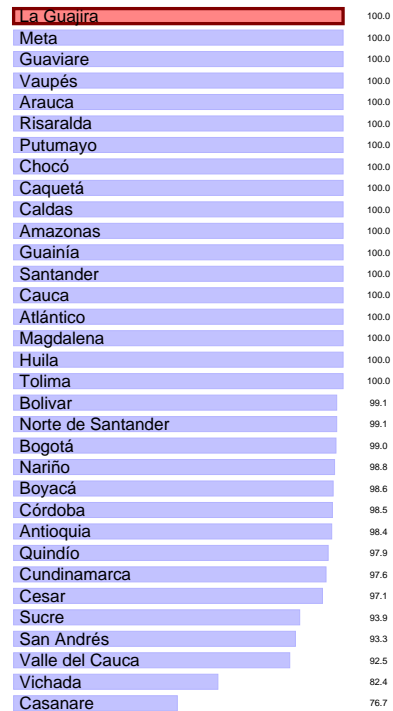 La Guajira 100.0
Meta 100.0
Guaviare 100.0
Vaupés 100.0
Arauca 100.0
Risaralda 100.0
Putumayo 100.0
Chocó 100.0
Caquetá 100.0
Caldas 100.0
Amazonas 100.0
Guainía 100.0
Santander 100.0
Cauca 100.0
Atlántico 100.0
Magdalena 100.0
Huila 100.0
Tolima 100.0
Bolivar 99.1
Norte de Santander 99.1
Bogotá 99.0
Nariño 98.8
Boyacá 98.6
Córdoba 98.5
Antioquia 98.4
Quindío 97.9
Cundinamarca 97.6
Cesar 97.1
Sucre 93.9
San Andrés 93.3
Valle del Cauca 92.5
Vichada 82.4
Casanare 76.7